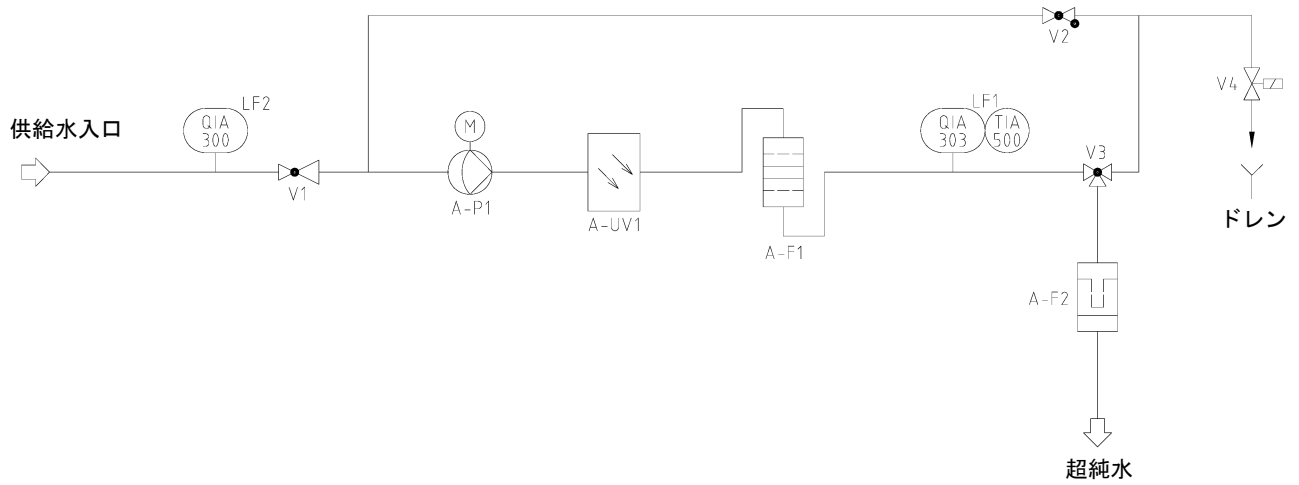 V2
V4
LF2
QIA
300
LF1
QIA
303
TIA
500
供給水入口
M
V3
V1
A-P1
A-UV1
A-F1
ドレン
A-F2
超純水